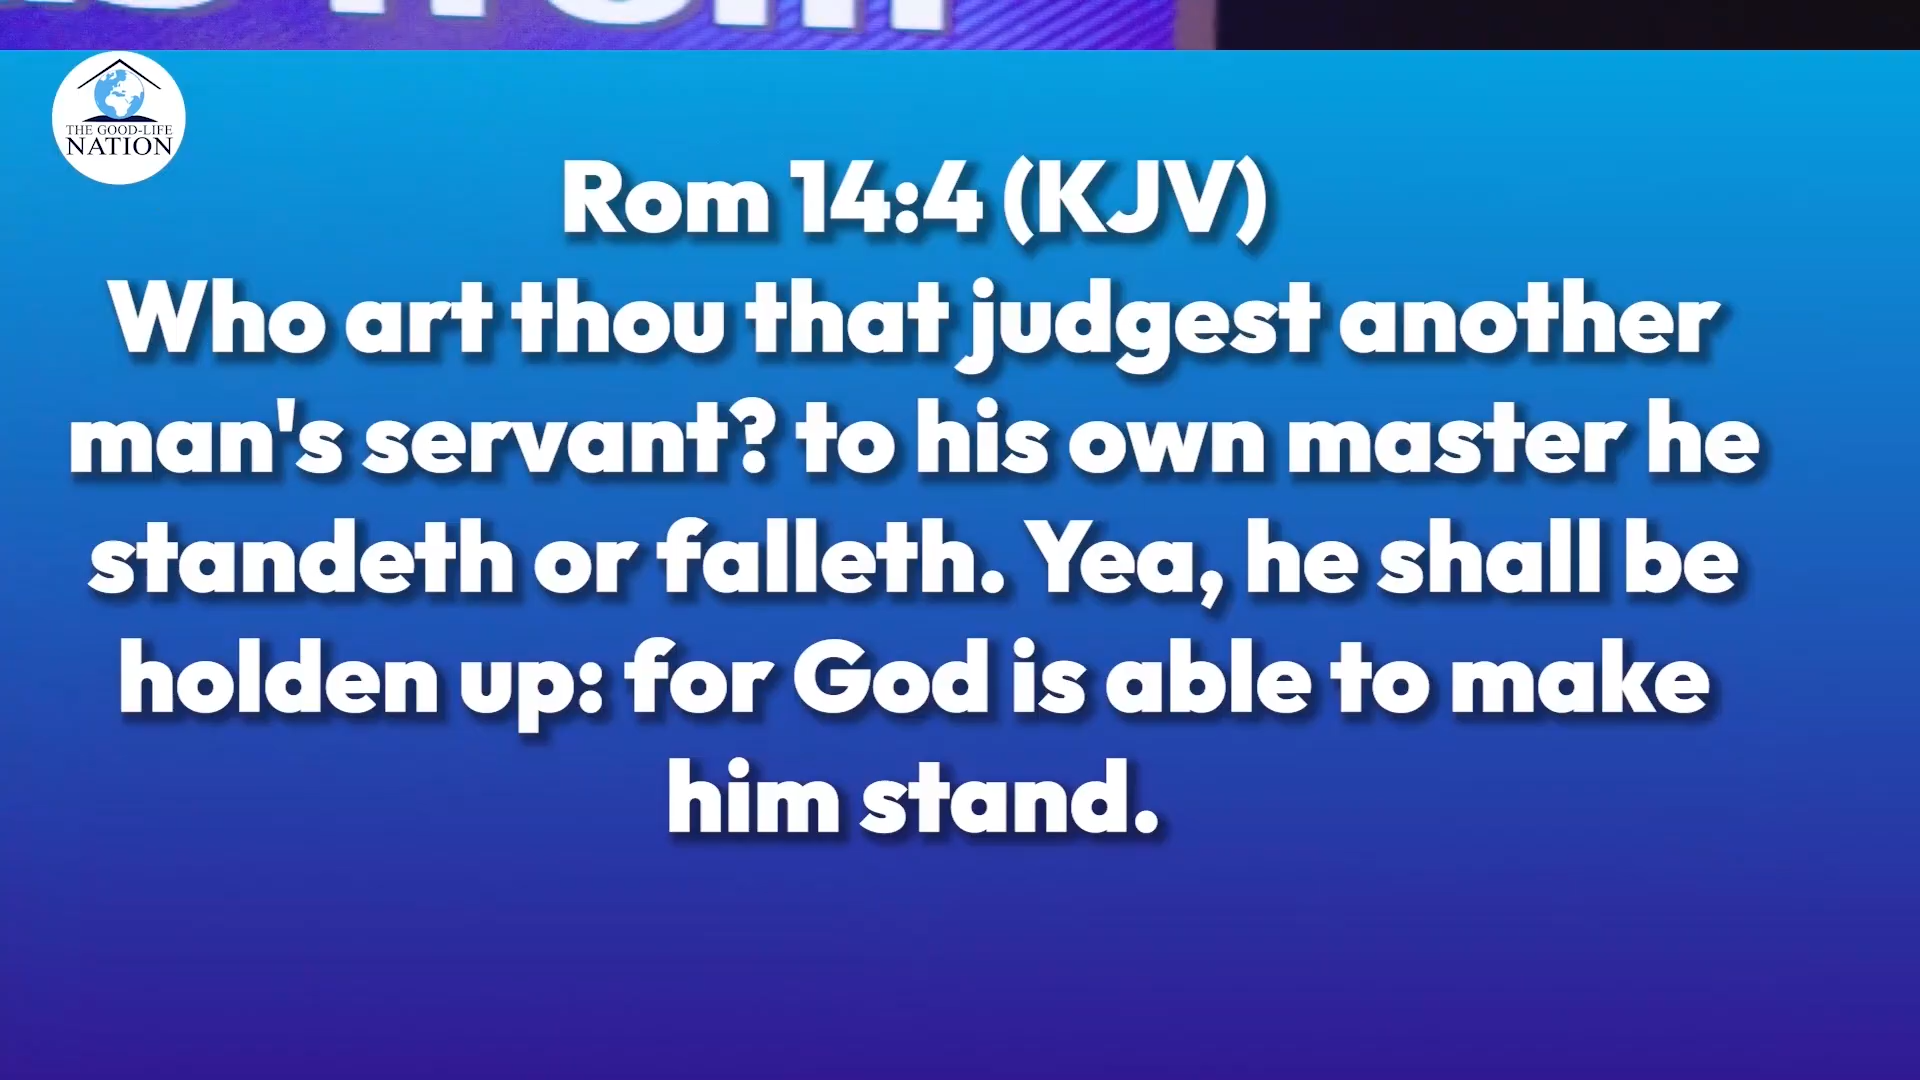 THE GOOD-LIFE
NATION
Rom 14:4 (KJV)
Who art thou that judgest another
man's servant? to his own master he
standeth or falleth. Yea, he shall be
holden up: for God is able to make
him stand.